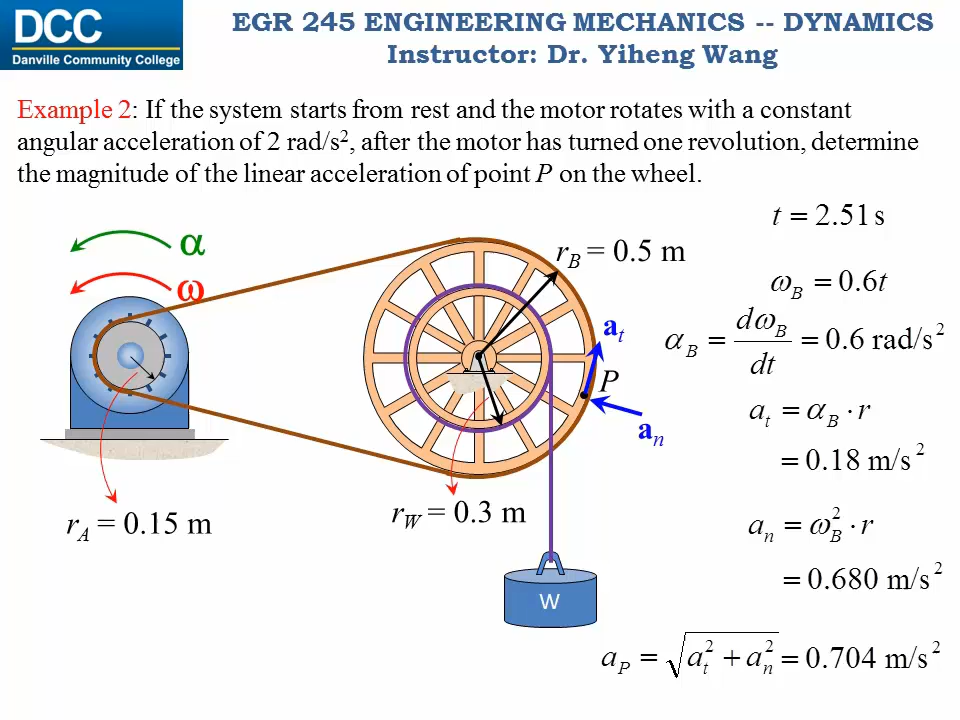 DCC
Danville Community College
EGR 245 ENGINEERING MECHANICS -- DYNAMICS
Instructor: Dr. Yiheng Wang
Example 2: If the system starts from rest and the motor rotates with a constant
angular acceleration of 2 rad/s², after the motor has turned one revolution, determine
the magnitude of the linear acceleration of point P on the wheel.
t = 2.51 s
α
r_B = 0.5 m
ω
ω_B = 0.6t
α_B = dω_B/dt = 0.6 rad/s²
a_t
P
a_t = α_B · r
a_n
= 0.18 m/s²
r_A = 0.15 m
r_W = 0.3 m
a_n = ω_B² · r
= 0.680 m/s²
W
a_P = √(a_t² + a_n²) = 0.704 m/s²